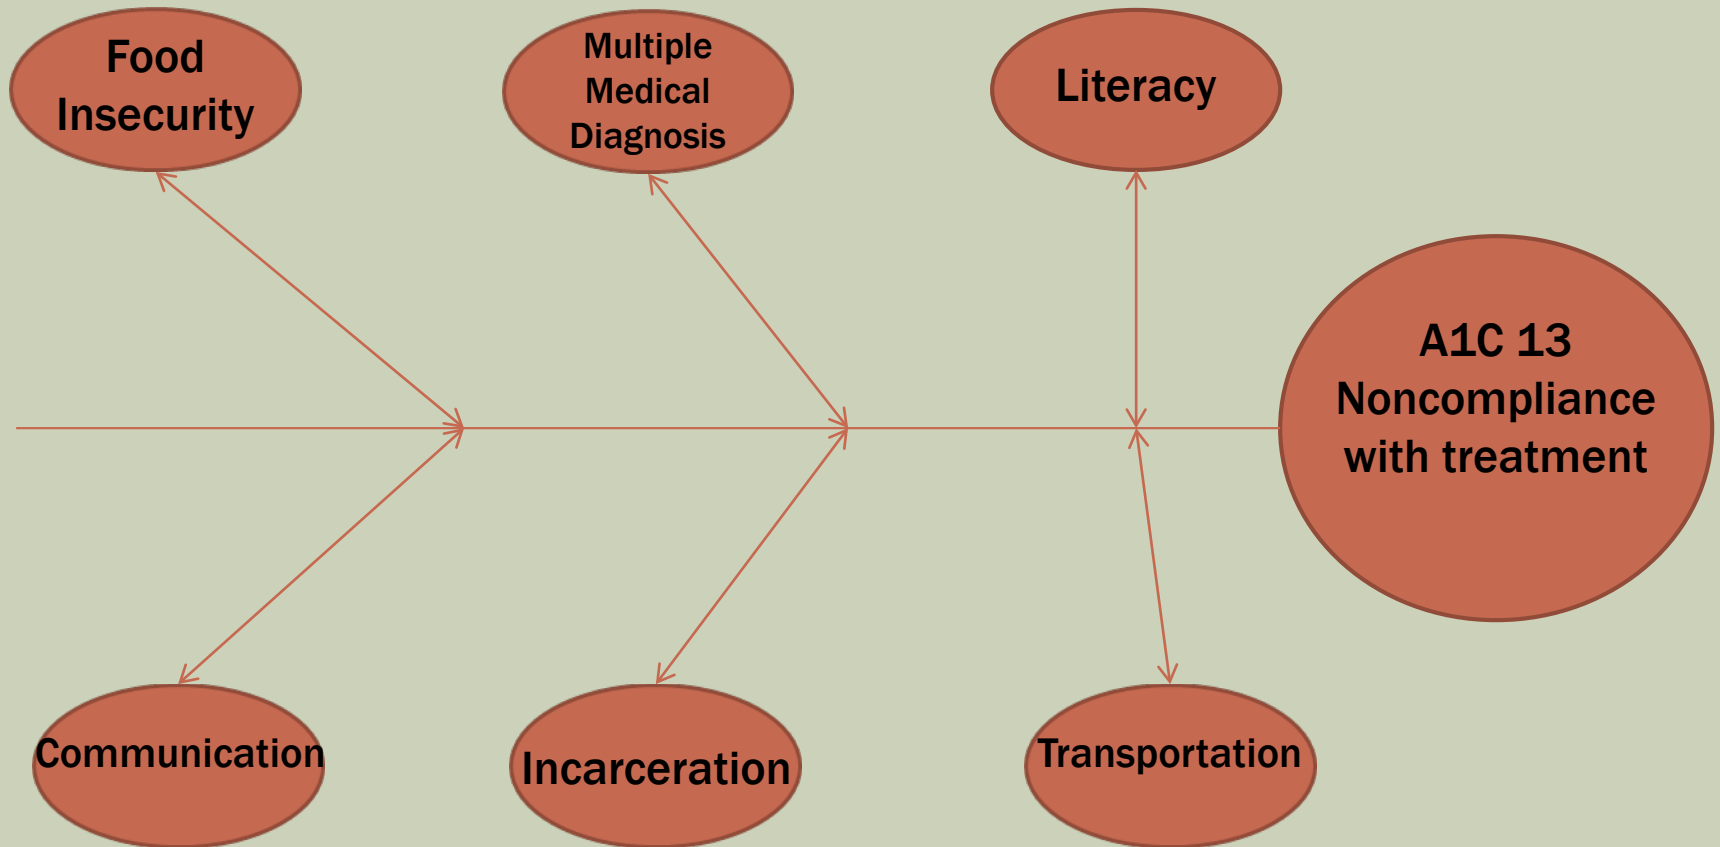 Food
Insecurity
Multiple
Medical
Diagnosis
Literacy
A1C 13
Noncompliance
with treatment
Communication
Incarceration
Transportation